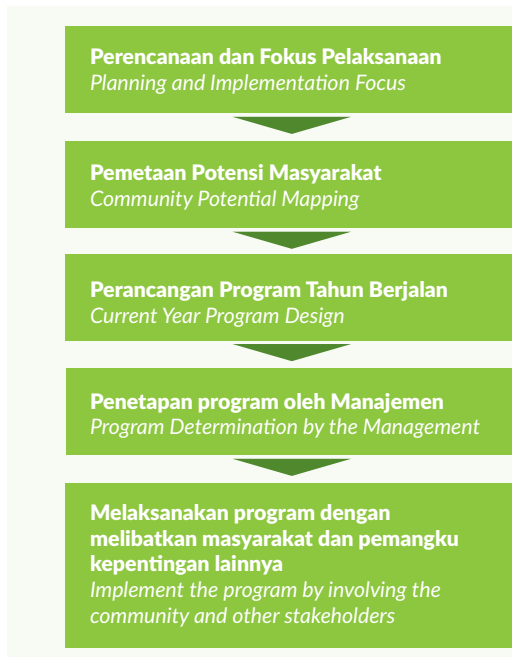 Perencanaan dan Fokus Pelaksanaan
Planning and Implementation Focus
Pemetaan Potensi Masyarakat
Community Potential Mapping
Perancangan Program Tahun Berjalan
Current Year Program Design
Penetapan program oleh Manajemen
Program Determination by the Management
Melaksanakan program dengan
melibatkan masyarakat dan pemangku
kepentingan lainnya
Implement the program by involving the
community and other stakeholders